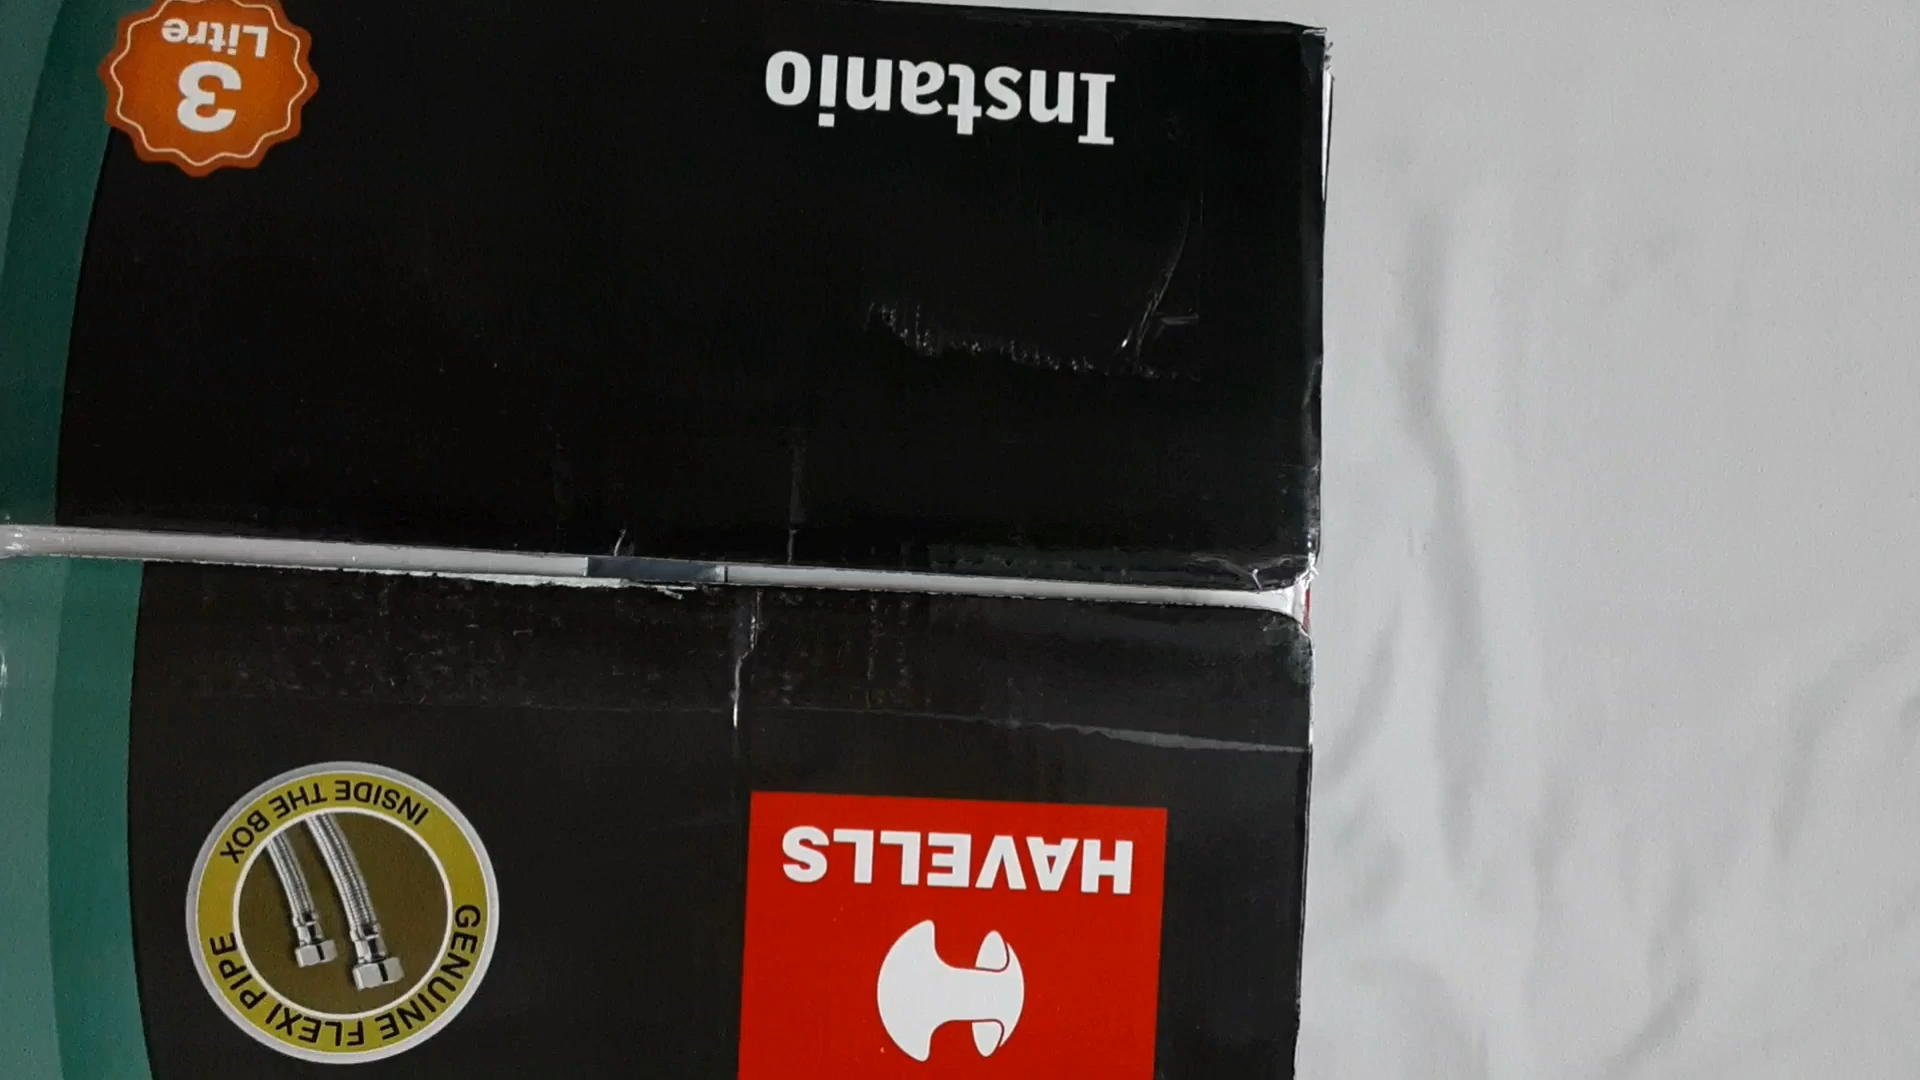 HAVELLS
GENUINE FLEXI PIPE
INSIDE THE BOX
Instanio
3
Litre